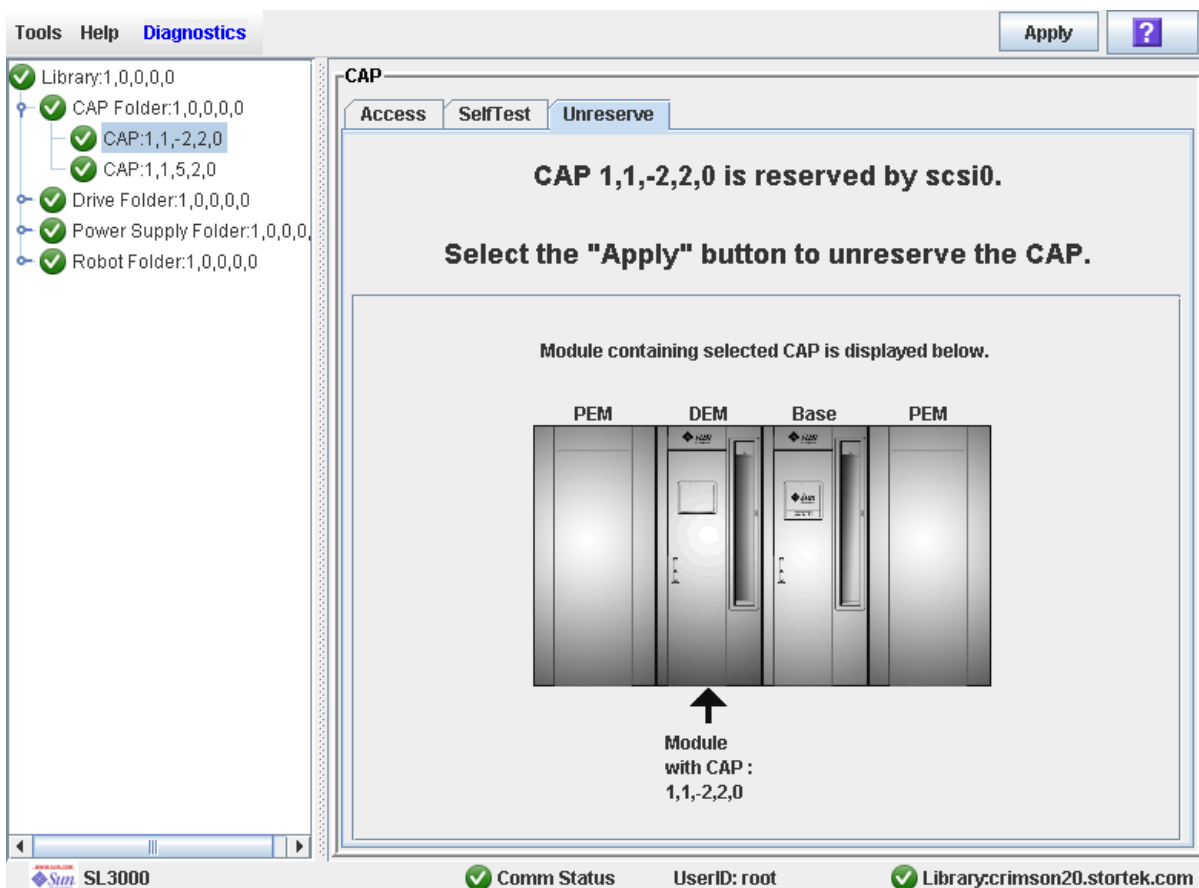 Tools Help Diagnostics Apply ?
Library:1,0,0,0,0
CAP Folder:1,0,0,0,0
CAP:1,1,-2,2,0
CAP:1,1,5,2,0
Drive Folder:1,0,0,0,0
Power Supply Folder:1,0,0,0,
Robot Folder:1,0,0,0,0
CAP
Access SelfTest Unreserve
CAP 1,1,-2,2,0 is reserved by scsi0.
Select the "Apply" button to unreserve the CAP.
Module containing selected CAP is displayed below.
PEM DEM Base PEM
Sun
Module
with CAP :
1,1,-2,2,0
Sun SL3000 Comm Status UserID: root Library:crimson20.stortek.com